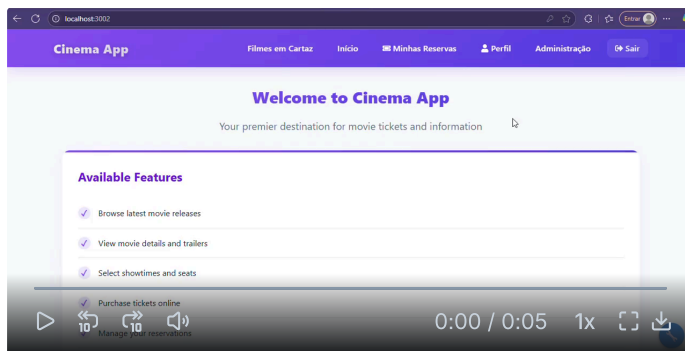 localhost:3002
Entrar
Cinema App
Filmes em Cartaz
Início
Minhas Reservas
Perfil
Administração
Sair
Welcome to Cinema App
Your premier destination for movie tickets and information
Available Features
Browse latest movie releases
View movie details and trailers
Select showtimes and seats
Purchase tickets online
Manage your reservations
10
10
0:00 / 0:05
1x